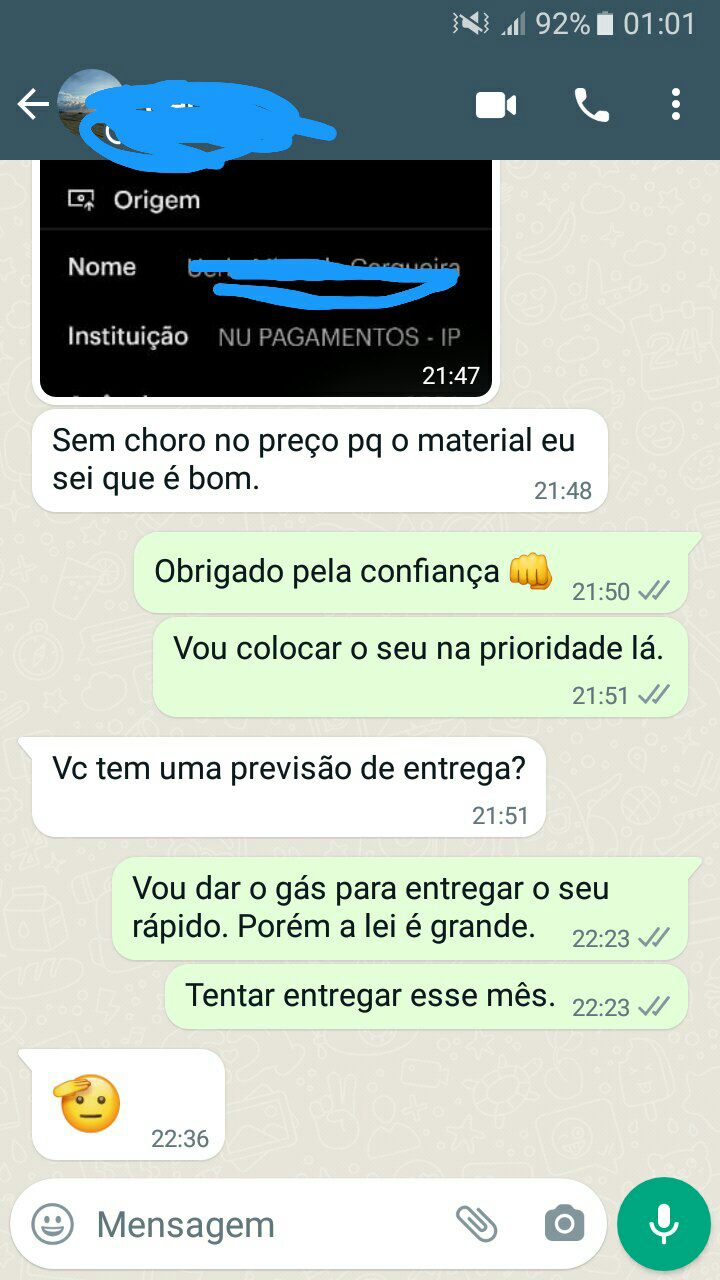 92% 01:01
Origem
Nome
Instituição NU PAGAMENTOS - IP
21:47
Sem choro no preço pq o material eu
sei que é bom.
21:48
Obrigado pela confiança 👊
21:50
Vou colocar o seu na prioridade lá.
21:51
Vc tem uma previsão de entrega?
21:51
Vou dar o gás para entregar o seu
rápido. Porém a lei é grande.
22:23
Tentar entregar esse mês.
22:23
🫡
22:36
Mensagem